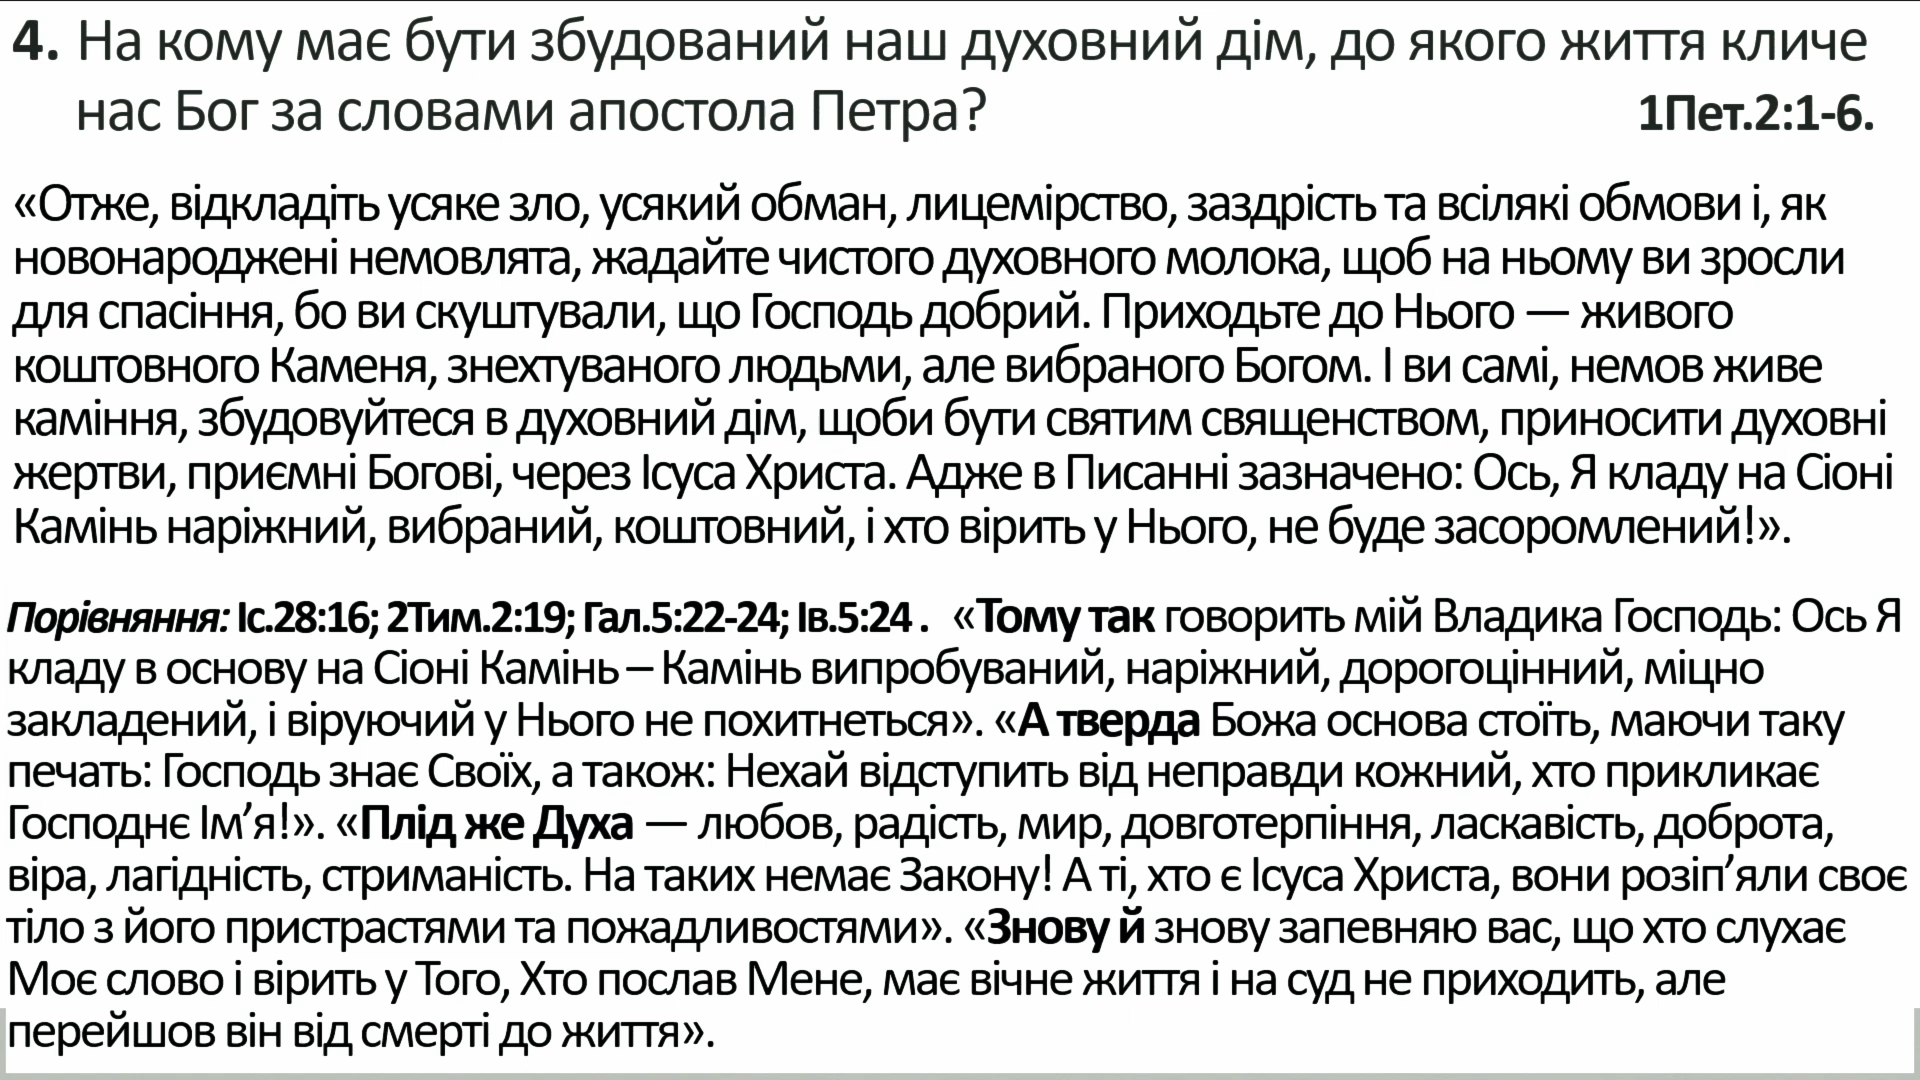 4. На кому має бути збудований наш духовний дім, до якого життя кличе
нас Бог за словами апостола Петра? 1Пет.2:1-6.
«Отже, відкладіть усяке зло, усякий обман, лицемірство, заздрість та всілякі обмови і, як
новонароджені немовлята, жадайте чистого духовного молока, щоб на ньому ви зросли
для спасіння, бо ви скуштували, що Господь добрий. Приходьте до Нього — живого
коштовного Каменя, знехтуваного людьми, але вибраного Богом. І ви самі, немов живе
каміння, збудовуйтеся в духовний дім, щоби бути святим священством, приносити духовні
жертви, приємні Богові, через Ісуса Христа. Адже в Писанні зазначено: Ось, Я кладу на Сіоні
Камінь наріжний, вибраний, коштовний, і хто вірить у Нього, не буде засоромлений!».
Порівняння: Іс.28:16; 2Тим.2:19; Гал.5:22-24; Ів.5:24 . «Тому так говорить мій Владика Господь: Ось Я
кладу в основу на Сіоні Камінь – Камінь випробуваний, наріжний, дорогоцінний, міцно
закладений, і віруючий у Нього не похитнеться». «А тверда Божа основа стоїть, маючи таку
печать: Господь знає Своїх, а також: Нехай відступить від неправди кожний, хто прикликає
Господнє Ім’я!». «Плід же Духа — любов, радість, мир, довготерпіння, ласкавість, доброта,
віра, лагідність, стриманість. На таких немає Закону! А ті, хто є Ісуса Христа, вони розіп’яли своє
тіло з його пристрастями та пожадливостями». «Знову й знову запевняю вас, що хто слухає
Моє слово і вірить у Того, Хто послав Мене, має вічне життя і на суд не приходить, але
перейшов він від смерті до життя».